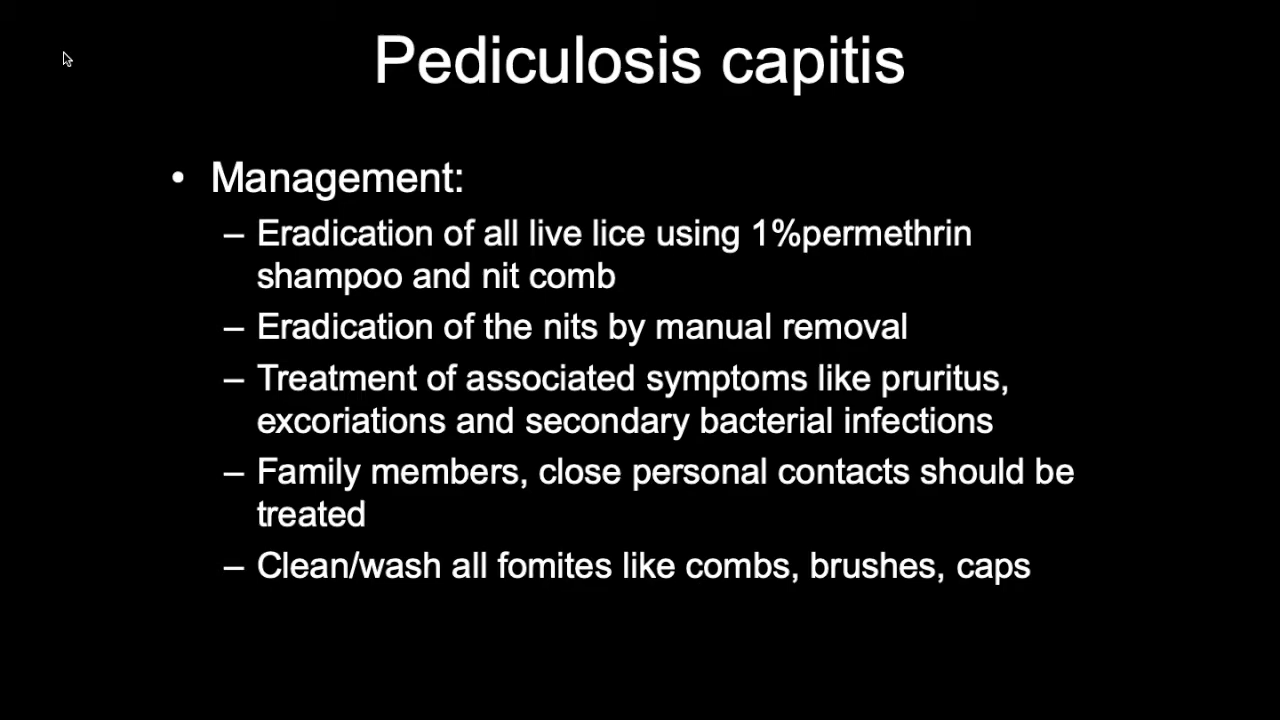 Pediculosis capitis
• Management:
– Eradication of all live lice using 1%permethrin
shampoo and nit comb
– Eradication of the nits by manual removal
– Treatment of associated symptoms like pruritus,
excoriations and secondary bacterial infections
– Family members, close personal contacts should be
treated
– Clean/wash all fomites like combs, brushes, caps